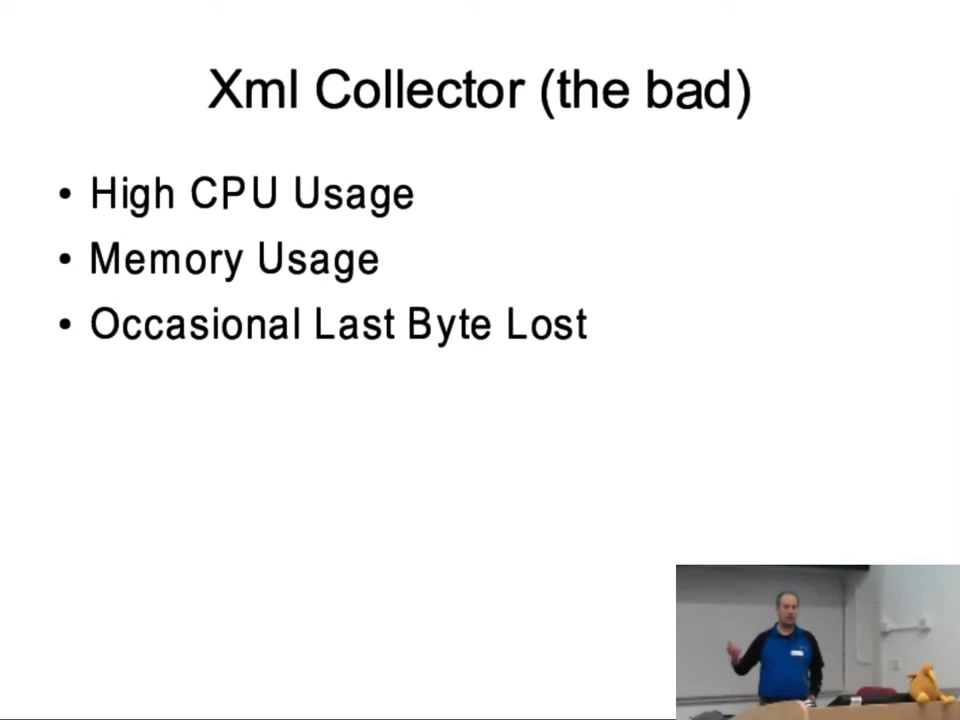 Xml Collector (the bad)
• High CPU Usage
• Memory Usage
• Occasional Last Byte Lost